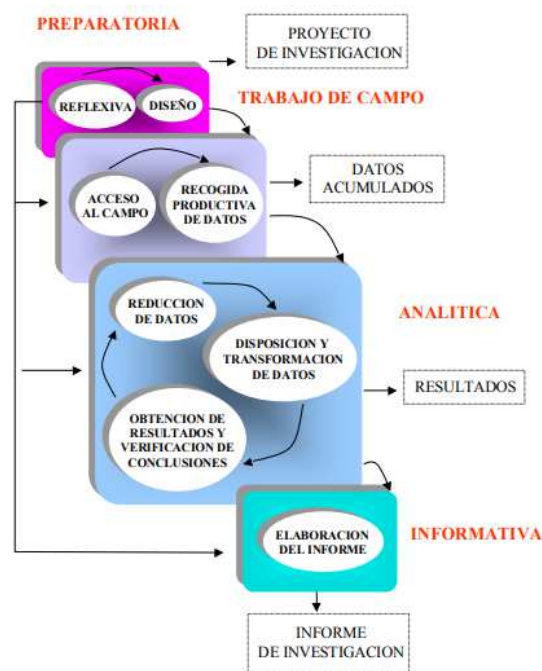 PREPARATORIA
PROYECTO
DE INVESTIGACION
REFLEXIVA
DISEÑO
TRABAJO DE CAMPO
ACCESO
AL CAMPO
RECOGIDA
PRODUCTIVA
DE DATOS
DATOS
ACUMULADOS
REDUCCION
DE DATOS
ANALITICA
DISPOSICION Y
TRANSFORMACION
DE DATOS
RESULTADOS
OBTENCION DE
RESULTADOS Y
VERIFICACION DE
CONCLUSIONES
ELABORACION
DEL INFORME
INFORMATIVA
INFORME
DE INVESTIGACION